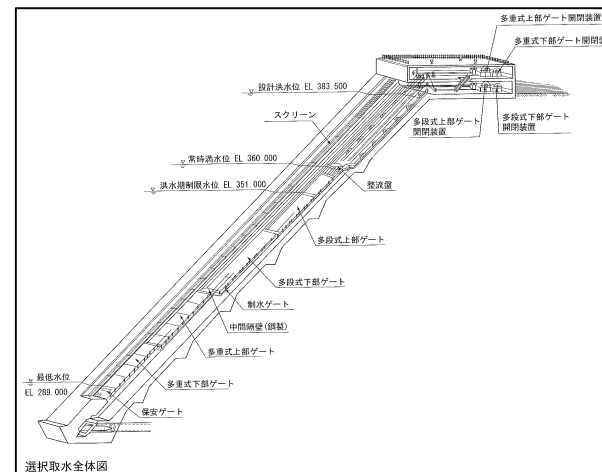 多重式上部ゲート開閉装置
多重式下部ゲート開閉装
設計洪水位 EL 383.500
スクリーン
多段式上部ゲート
開閉装置
多段式下部ゲート
開閉装置
常時満水位 EL 360.000
洪水期制限水位 EL 351.000
整流盤
多段式上部ゲート
多段式下部ゲート
制水ゲート
中間隔壁(鋼製)
多重式上部ゲート
最低水位
EL 289.000
多重式下部ゲート
保安ゲート
選択取水全体図